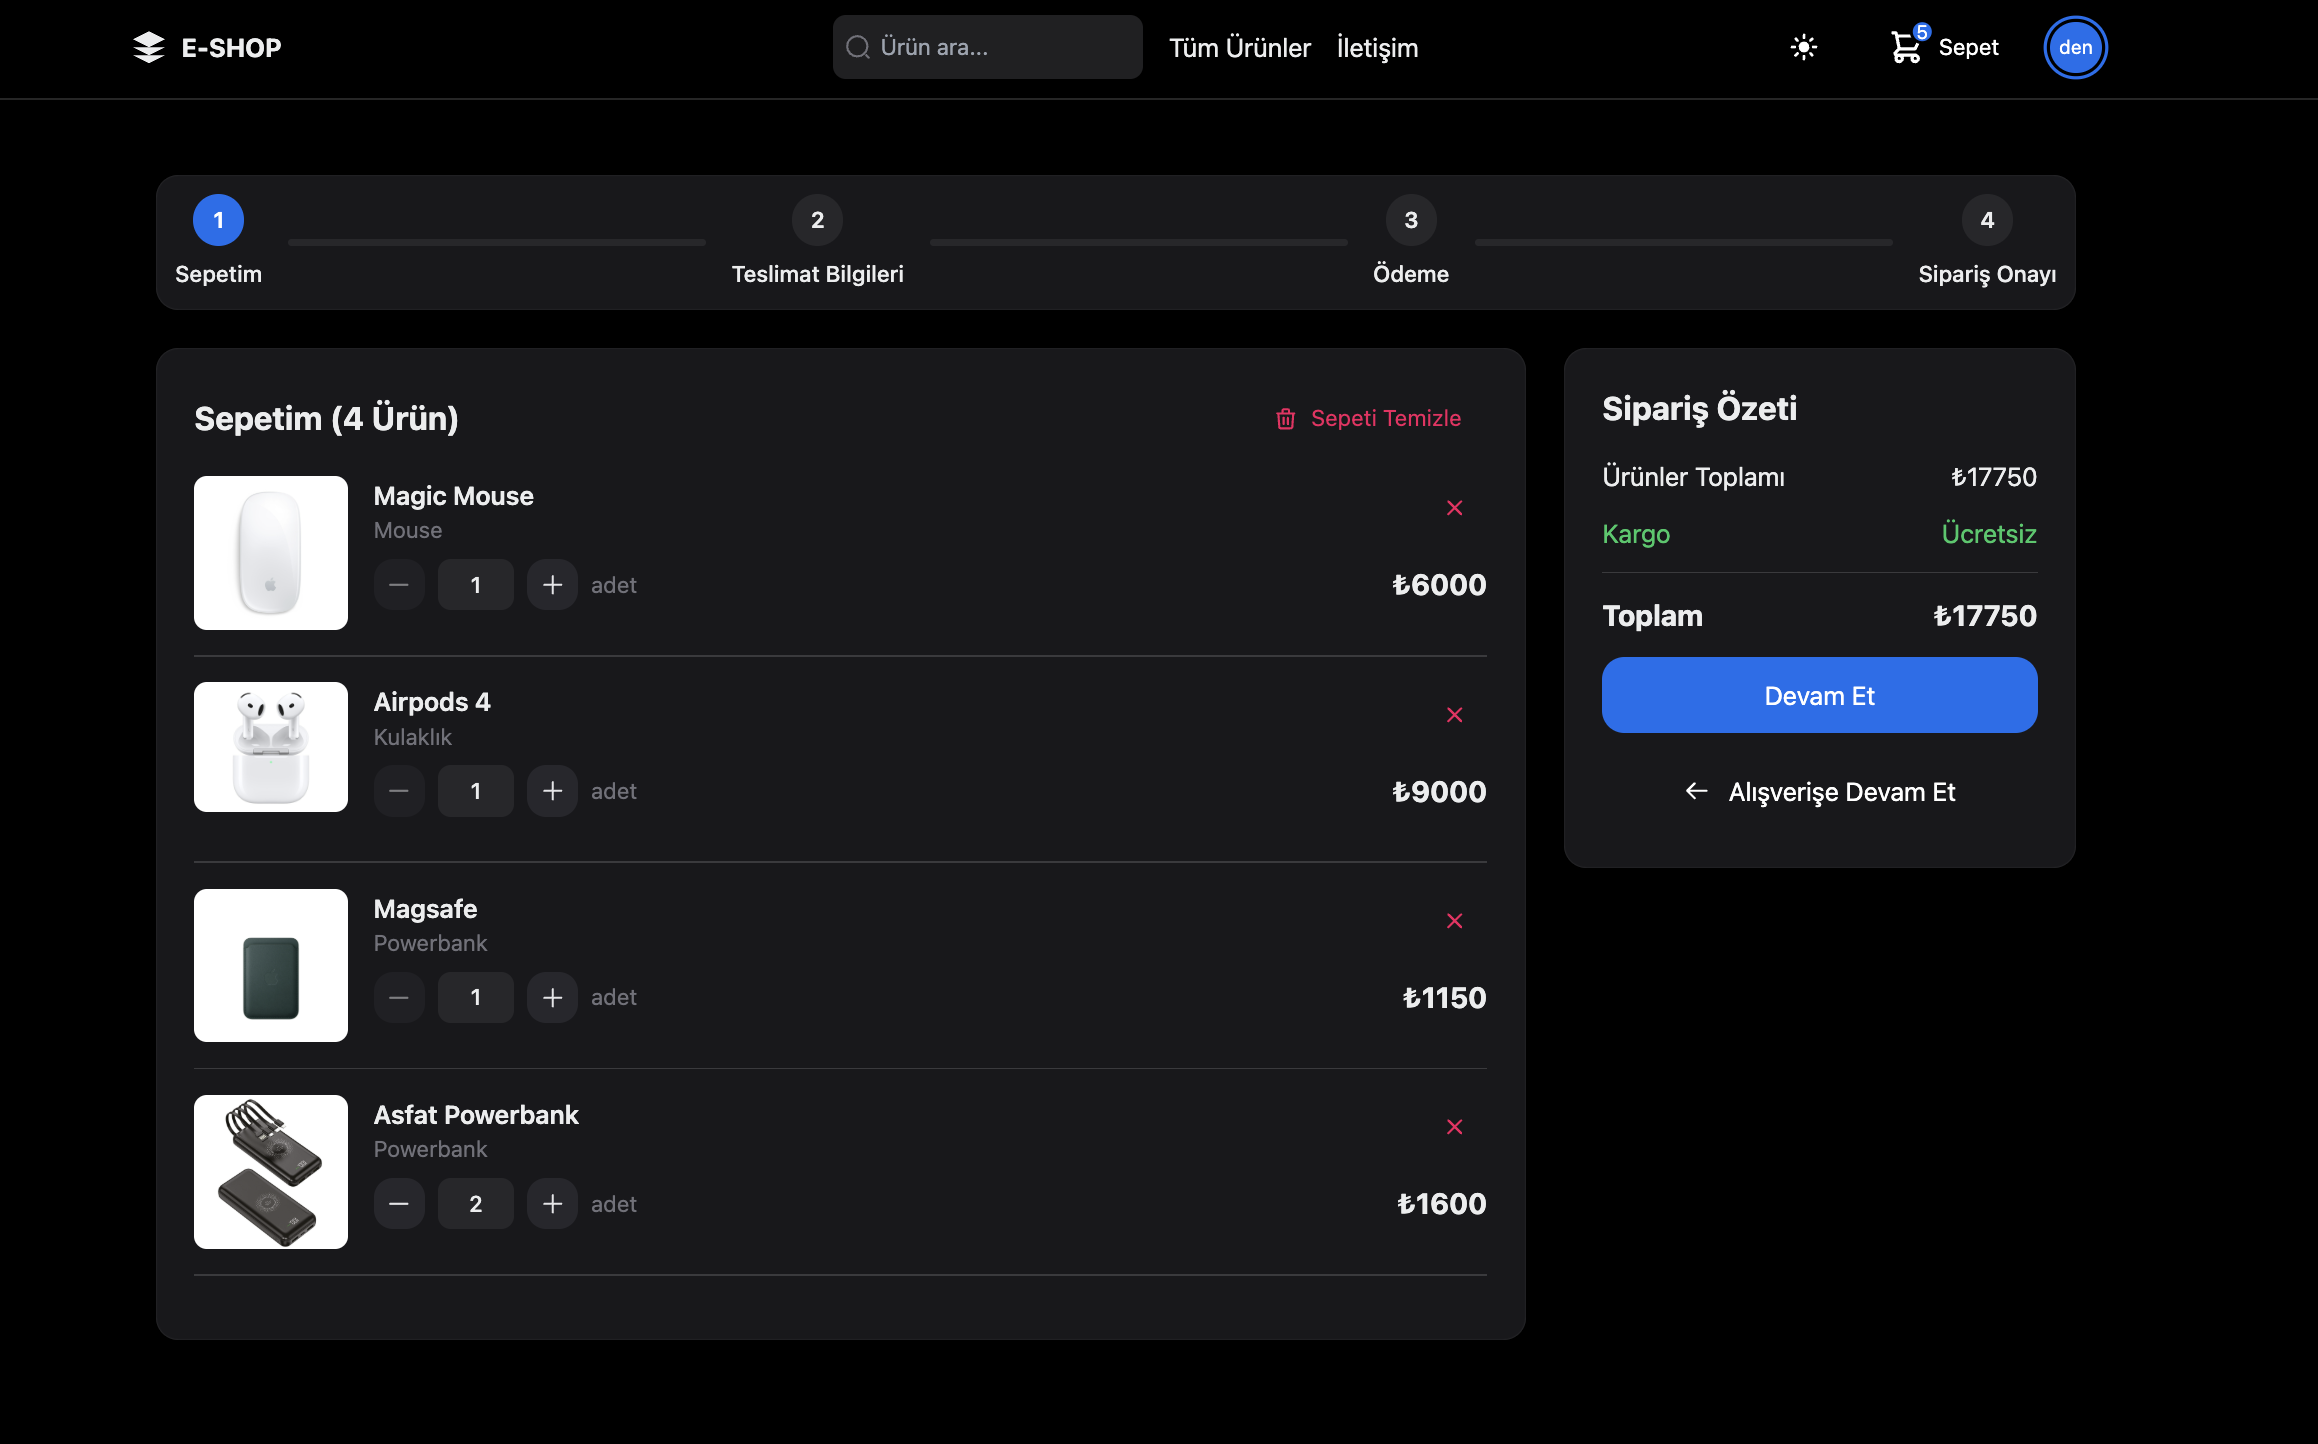 E-SHOP
Ürün ara...
Tüm Ürünler
İletişim
5
Sepet
den
1
2
3
4
Sepetim
Teslimat Bilgileri
Ödeme
Sipariş Onayı
Sepetim (4 Ürün)
Sepeti Temizle
Magic Mouse
Mouse
1
adet
₺6000
Airpods 4
Kulaklık
1
adet
₺9000
Magsafe
Powerbank
1
adet
₺1150
Asfat Powerbank
Powerbank
2
adet
₺1600
Sipariş Özeti
Ürünler Toplamı
₺17750
Kargo
Ücretsiz
Toplam
₺17750
Devam Et
Alışverişe Devam Et